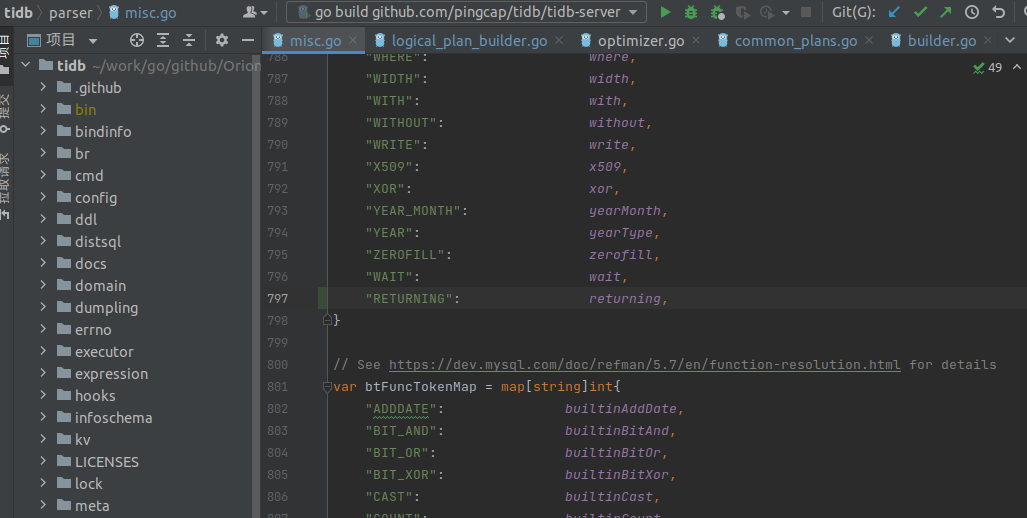 tidb parser misc.go go build github.com/pingcap/tidb/tidb-server Git(G):
项目 misc.go logical_plan_builder.go optimizer.go common_plans.go builder.go
项目
提交
拉取请求
tidb ~/work/go/github/Orion
.github
bin
bindinfo
br
cmd
config
ddl
distsql
docs
domain
dumpling
errno
executor
expression
hooks
infoschema
kv
LICENSES
lock
meta
49
786 "WHERE": where,
787 "WIDTH": width,
788 "WITH": with,
789 "WITHOUT": without,
790 "WRITE": write,
791 "X509": x509,
792 "XOR": xor,
793 "YEAR_MONTH": yearMonth,
794 "YEAR": yearType,
795 "ZEROFILL": zerofill,
796 "WAIT": wait,
797 "RETURNING": returning,
798 }
799
800 // See https://dev.mysql.com/doc/refman/5.7/en/function-resolution.html for details
801 var btFuncTokenMap = map[string]int{
802 "ADDDATE": builtinAddDate,
803 "BIT_AND": builtinBitAnd,
804 "BIT_OR": builtinBitOr,
805 "BIT_XOR": builtinBitXor,
806 "CAST": builtinCast,
807 "COUNT": builtinCount,